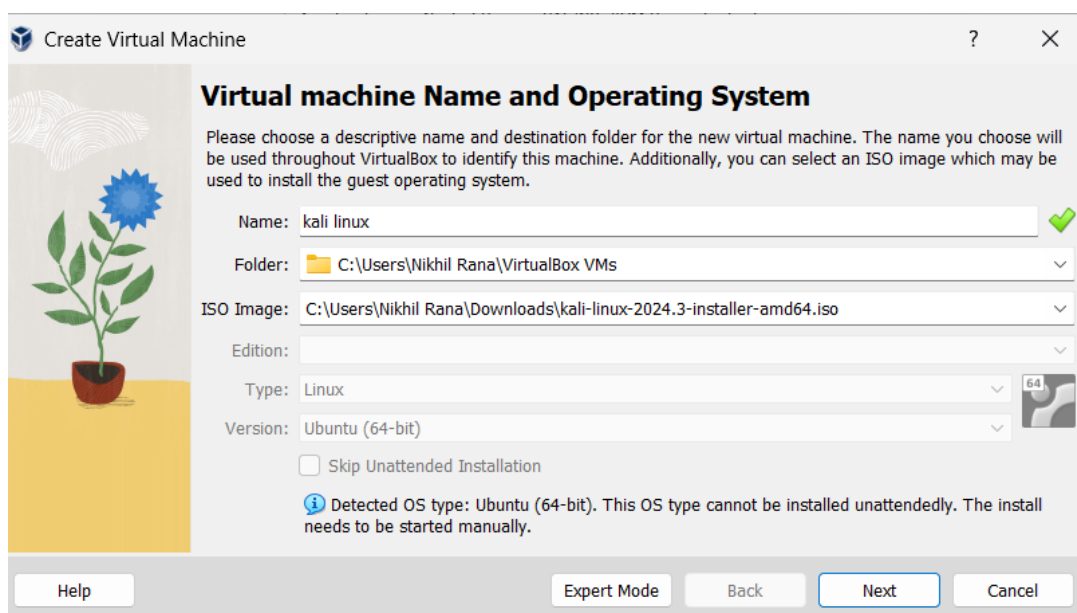 Create Virtual Machine
?
Virtual machine Name and Operating System
Please choose a descriptive name and destination folder for the new virtual machine. The name you choose will
be used throughout VirtualBox to identify this machine. Additionally, you can select an ISO image which may be
used to install the guest operating system.
Name: kali linux
Folder: C:\Users\Nikhil Rana\VirtualBox VMs
ISO Image: C:\Users\Nikhil Rana\Downloads\kali-linux-2024.3-installer-amd64.iso
Edition:
Type: Linux
64
Version: Ubuntu (64-bit)
Skip Unattended Installation
Detected OS type: Ubuntu (64-bit). This OS type cannot be installed unattendedly. The install
needs to be started manually.
Help Expert Mode Back Next Cancel